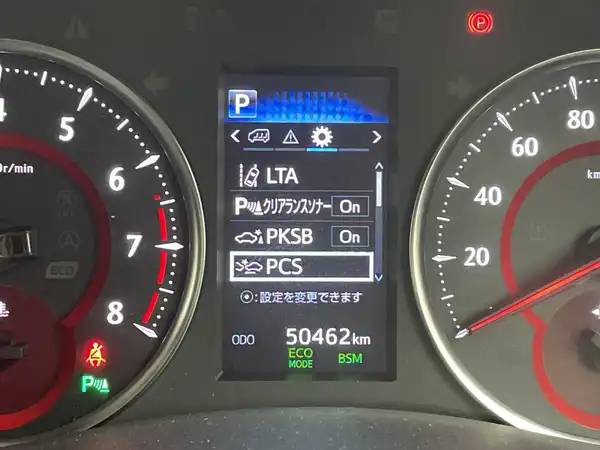 P
P
LTA
クリアランスソナー On
PKSB On
PCS
:設定を変更できます
ODO 50462km
ECO MODE BSM
4
5
6
7
8
r/min
ECO
P
20
40
60
80
km